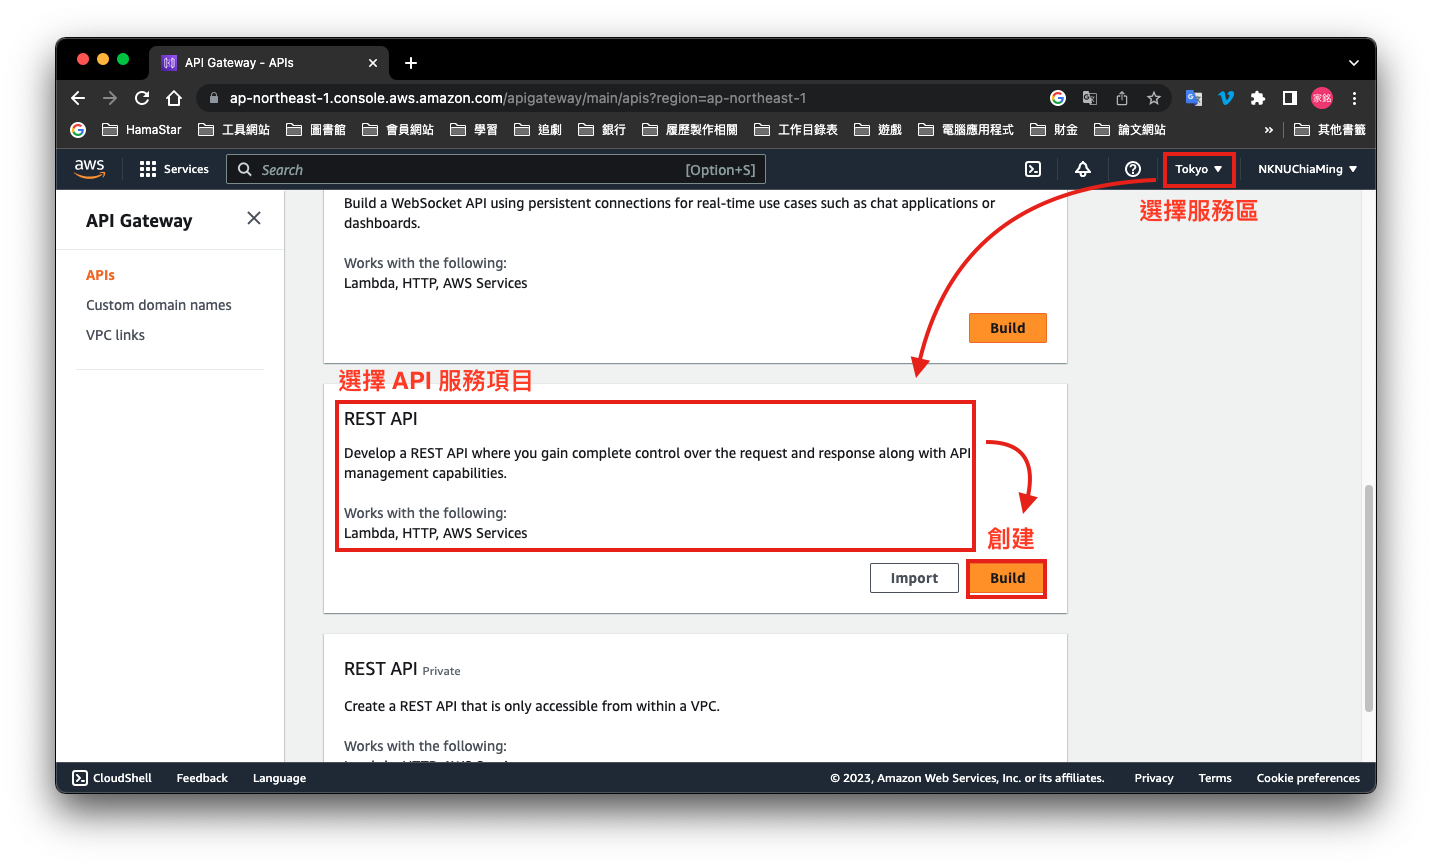 API Gateway - APIs
ap-northeast-1.console.aws.amazon.com/apigateway/main/apis?region=ap-northeast-1
家銘
HamaStar 工具網站 圖書館 會員網站 學習 追劇 銀行 履歷製作相關 工作目錄表 遊戲 電腦應用程式 財金 論文網站 » 其他書籤
aws Services Search [Option+S] Tokyo NKNUChiaMing
選擇服務區
API Gateway
APIs
Custom domain names
VPC links
Build a WebSocket API using persistent connections for real-time use cases such as chat applications or
dashboards.
Works with the following:
Lambda, HTTP, AWS Services
Build
選擇 API 服務項目
REST API
Develop a REST API where you gain complete control over the request and response along with API
management capabilities.
Works with the following:
Lambda, HTTP, AWS Services
創建
Import Build
REST API Private
Create a REST API that is only accessible from within a VPC.
Works with the following:
CloudShell Feedback Language © 2023, Amazon Web Services, Inc. or its affiliates. Privacy Terms Cookie preferences